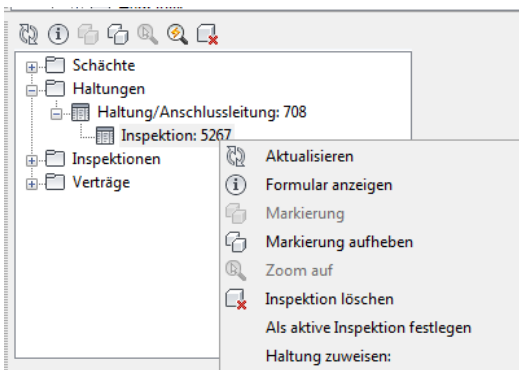 Schächte
Haltungen
Haltung/Anschlussleitung: 708
Inspektion: 5267
Inspektionen
Verträge
Aktualisieren
Formular anzeigen
Markierung
Markierung aufheben
Zoom auf
Inspektion löschen
Als aktive Inspektion festlegen
Haltung zuweisen: